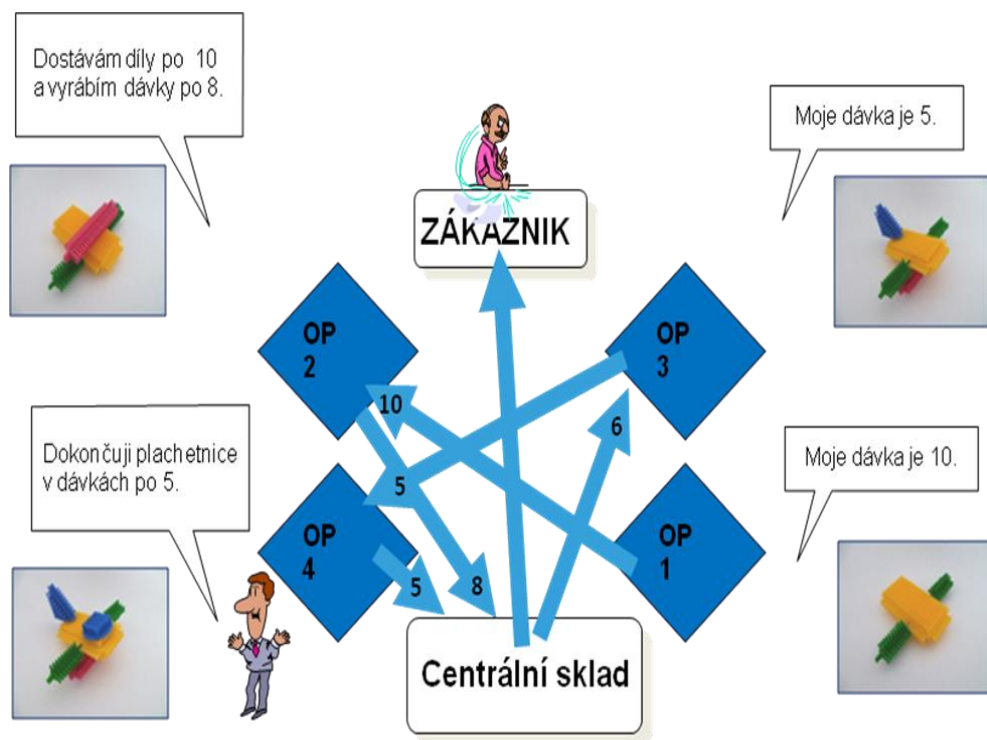 Dostávám díly po 10
a vyrábím dávky po 8.
Moje dávka je 5.
ZÁKAZNIK
OP
2
OP
3
10
6
Dokončuji plachetnice
v dávkách po 5.
Moje dávka je 10.
5
OP
4
OP
1
5
8
Centrální sklad